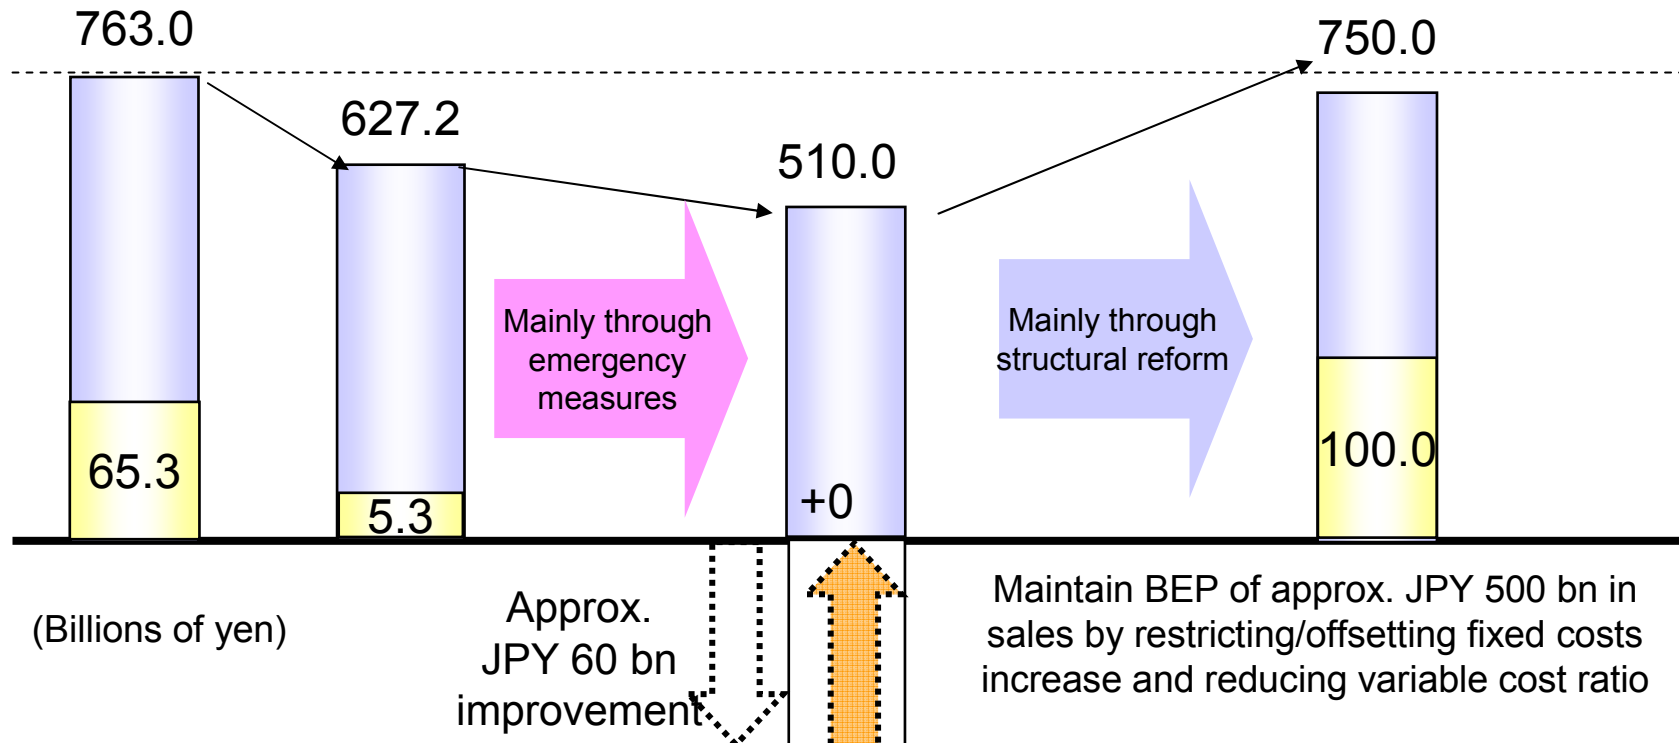 763.0
750.0
627.2
510.0
Mainly through
emergency
measures
Mainly through
structural reform
65.3
5.3
+0
100.0
(Billions of yen)
Approx.
JPY 60 bn
improvement
Maintain BEP of approx. JPY 500 bn in
sales by restricting/offsetting fixed costs
increase and reducing variable cost ratio